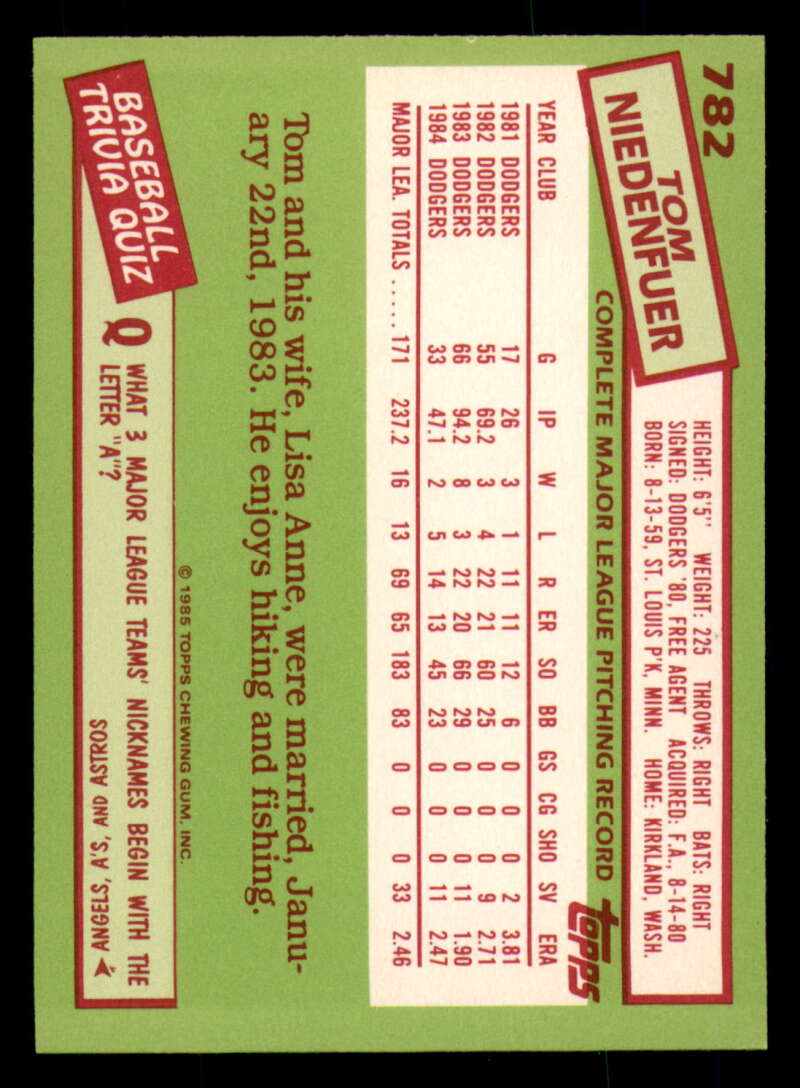 782
TOM
NIEDENFUER
HEIGHT: 6'5" WEIGHT: 225 THROWS: RIGHT BATS: RIGHT
SIGNED: DODGERS '80, FREE AGENT ACQUIRED: F.A., 8-14-80
BORN: 8-13-59, ST. LOUIS P'K, MINN. HOME: KIRKLAND, WASH.
COMPLETE MAJOR LEAGUE PITCHING RECORD
topps
YEAR CLUB G IP W L R ER SO BB GS CG SHO SV ERA
1981 DODGERS 17 26 3 1 11 11 12 6 0 0 0 2 3.81
1982 DODGERS 55 69.2 3 4 22 21 60 25 0 0 0 9 2.71
1983 DODGERS 66 94.2 8 3 22 20 66 29 0 0 0 11 1.90
1984 DODGERS 33 47.1 2 5 14 13 45 23 0 0 0 11 2.47
MAJOR LEA. TOTALS ..... 171 237.2 16 13 69 65 183 83 0 0 0 33 2.46
Tom and his wife, Lisa Anne, were married, Janu-
ary 22nd, 1983. He enjoys hiking and fishing.
© 1985 TOPPS CHEWING GUM, INC.
BASEBALL
TRIVIA QUIZ
Q WHAT 3 MAJOR LEAGUE TEAMS' NICKNAMES BEGIN WITH THE
LETTER "A"?
ANGELS, A'S, AND ASTROS